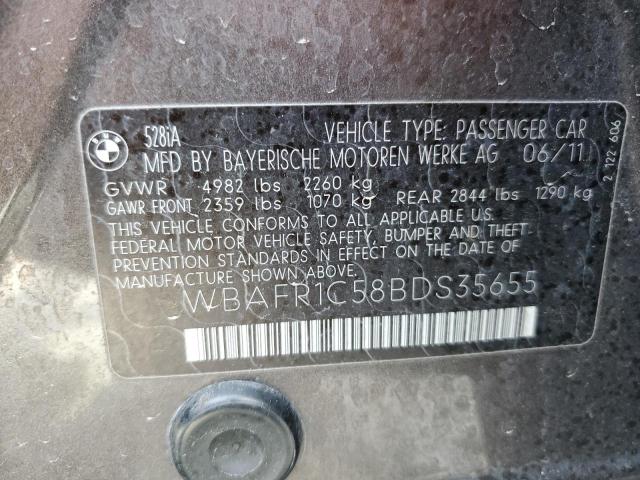 BMW
528iA VEHICLE TYPE: PASSENGER CAR
MFD BY BAYERISCHE MOTOREN WERKE AG 06/11
GVWR 4982 lbs 2260 kg
GAWR FRONT 2359 lbs 1070 kg REAR 2844 lbs 1290 kg
THIS VEHICLE CONFORMS TO ALL APPLICABLE U.S.
FEDERAL MOTOR VEHICLE SAFETY, BUMPER AND THEFT
PREVENTION STANDARDS IN EFFECT ON THE DATE OF
MANUFACTURE SHOWN ABOVE.
WBAFR1C58BDS35655
2 122 606